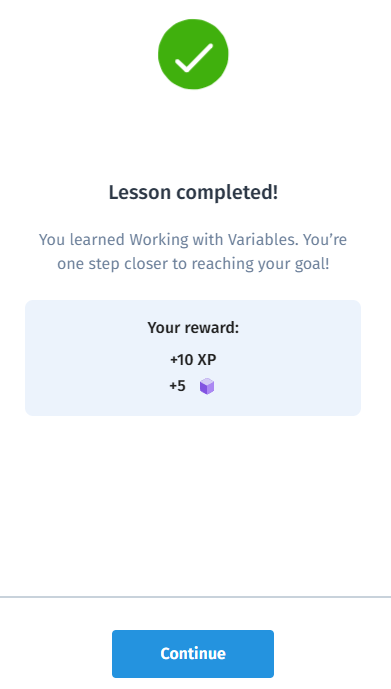 Lesson completed!
You learned Working with Variables. You’re
one step closer to reaching your goal!
Your reward:
+10 XP
+5
Continue